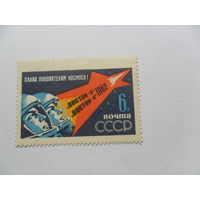 СЛАВА ПОКОРИТЕЛЯМ КОСМОСА!
„ВОСТОК-3"
„ВОСТОК-4" 1962
6к
ПОЧТА
СССР